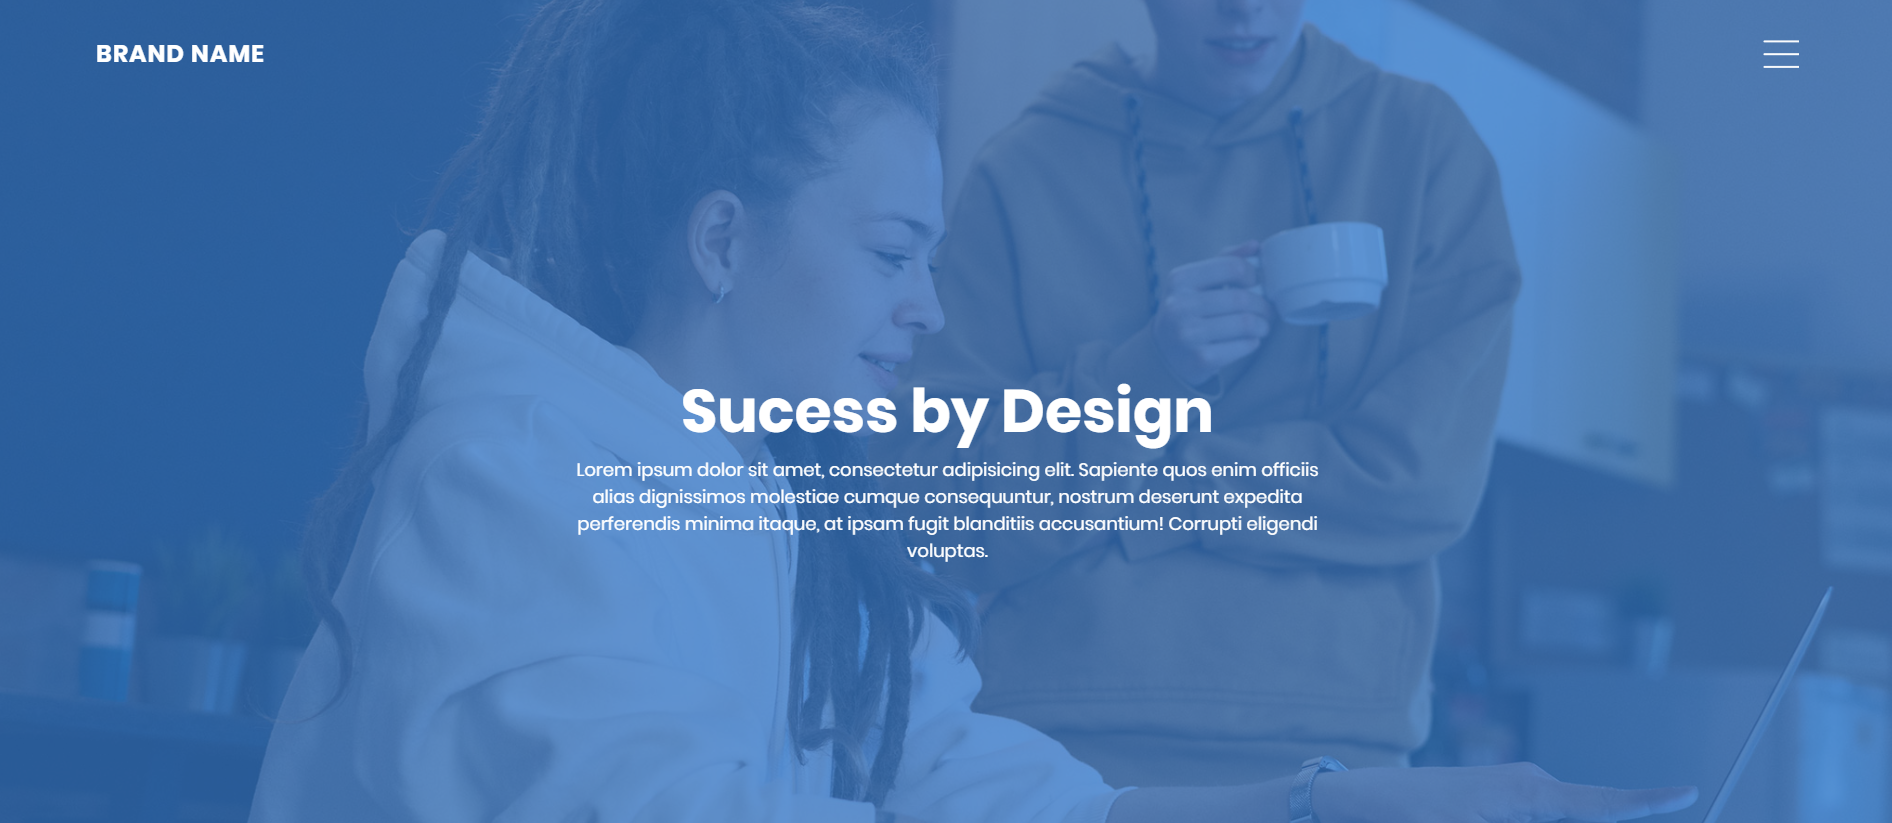 BRAND NAME
Sucess by Design
Lorem ipsum dolor sit amet, consectetur adipisicing elit. Sapiente quos enim officiis
alias dignissimos molestiae cumque consequuntur, nostrum deserunt expedita
perferendis minima itaque, at ipsam fugit blanditiis accusantium! Corrupti eligendi
voluptas.